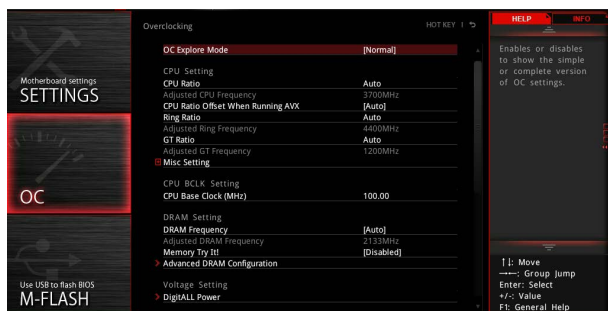 Overclocking
HOT KEY |
HELP
INFO
Motherboard settings
SETTINGS
OC
Use USB to flash BIOS
M-FLASH
OC Explore Mode [Normal]
CPU Setting
CPU Ratio Auto
Adjusted CPU Frequency 3700MHz
CPU Ratio Offset When Running AVX [Auto]
Ring Ratio Auto
Adjusted Ring Frequency 4400MHz
GT Ratio Auto
Adjusted GT Frequency 1200MHz
Misc Setting
CPU BCLK Setting
CPU Base Clock (MHz) 100.00
DRAM Setting
DRAM Frequency [Auto]
Adjusted DRAM Frequency 2133MHz
Memory Try It! [Disabled]
Advanced DRAM Configuration
Voltage Setting
DigitALL Power
Enables or disables
to show the simple
or complete version
of OC settings.
↑↓: Move
→←: Group Jump
Enter: Select
+/-: Value
F1: General Help